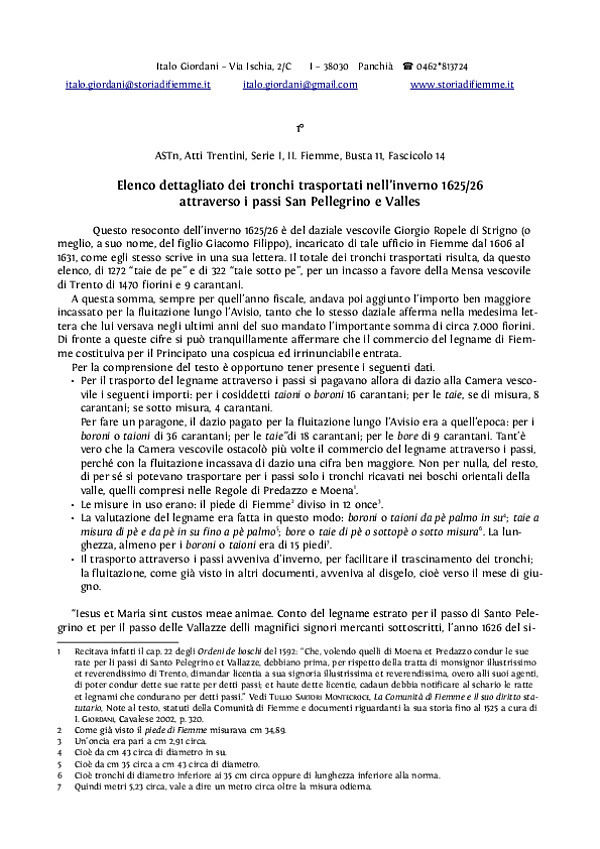 Italo Giordani – Via Ischia, 2/C I – 38030 Panchià ☎ 0462*813724
italo.giordani@storiadifiemme.it italo.giordani@gmail.com www.storiadifiemme.it
1°
ASTn, Atti Trentini, Serie I, II. Fiemme, Busta 11, Fascicolo 14
Elenco dettagliato dei tronchi trasportati nell'inverno 1625/26
attraverso i passi San Pellegrino e Valles
Questo resoconto dell'inverno 1625/26 è del daziale vescovile Giorgio Ropele di Strigno (o
meglio, a suo nome, del figlio Giacomo Filippo), incaricato di tale ufficio in Fiemme dal 1606 al
1631, come egli stesso scrive in una sua lettera. Il totale dei tronchi trasportati risulta, da questo
elenco, di 1272 "taie de pe" e di 322 "taie sotto pe", per un incasso a favore della Mensa vescovile
di Trento di 1470 fiorini e 9 carantani.
A questa somma, sempre per quell'anno fiscale, andava poi aggiunto l'importo ben maggiore
incassato per la fluitazione lungo l'Avisio, tanto che lo stesso daziale afferma nella medesima let-
tera che lui versava negli ultimi anni del suo mandato l'importante somma di circa 7.000 fiorini.
Di fronte a queste cifre si può tranquillamente affermare che il commercio del legname di Fiem-
me costituiva per il Principato una cospicua ed irrinunciabile entrata.
Per la comprensione del testo è opportuno tener presente i seguenti dati.
• Per il trasporto del legname attraverso i passi si pagavano allora di dazio alla Camera vesco-
vile i seguenti importi: per i cosiddetti taioni o boroni 16 carantani; per le taie, se di misura, 8
carantani; se sotto misura, 4 carantani.
Per fare un paragone, il dazio pagato per la fluitazione lungo l'Avisio era a quell'epoca: per i
boroni o taioni di 36 carantani; per le taie"di 18 carantani; per le bore di 9 carantani. Tant'è
vero che la Camera vescovile ostacolò più volte il commercio del legname attraverso i passi,
perché con la fluitazione incassava di dazio una cifra ben maggiore. Non per nulla, del resto,
di per sé si potevano trasportare per i passi solo i tronchi ricavati nei boschi orientali della
valle, quelli compresi nelle Regole di Predazzo e Moena1.
• Le misure in uso erano: il piede di Fiemme2 diviso in 12 once3.
• La valutazione del legname era fatta in questo modo: boroni o taioni da pè palmo in su4; taie a
misura di pè e da pè in su fino a pè palmo5; bore o taie di pè o sottopè o sotto misura6. La lun-
ghezza, almeno per i boroni o taioni era di 15 piedi7.
• Il trasporto attraverso i passi avveniva d'inverno, per facilitare il trascinamento dei tronchi;
la fluitazione, come già visto in altri documenti, avveniva al disgelo, cioè verso il mese di giu-
gno.
"Iesus et Maria sint custos meae animae. Conto del legname estrato per il passo di Santo Pele-
grino et per il passo delle Vallazze delli magnifici signori mercanti sottoscritti, l'anno 1626 del si-
1 Recitava infatti il cap. 22 degli Ordeni de boschi del 1592: "Che, volendo quelli di Moena et Predazzo condur le sue
rate per li passi di Santo Pelegrino et Vallazze, debbiano prima, per rispetto della tratta di monsignor illustrissimo
et reverendissimo di Trento, dimandar licentia a sua signoria illustrissima et reverendissima, overo alli suoi agenti,
di poter condur dette sue ratte per detti passi; et haute dette licentie, cadaun debbia notificar al schario le ratte
et legnami che condurano per detti passi." Vedi Tullio Sartori Montecroce, La Comunità di Fiemme e il suo diritto sta-
tutario, Note al testo, statuti della Comunità di Fiemme e documenti riguardanti la sua storia fino al 1525 a cura di
I. Giordani, Cavalese 2002, p. 320.
2 Come già visto il piede di Fiemme misurava cm 34,89.
3 Un'oncia era pari a cm 2,91 circa.
4 Cioè da cm 43 circa di diametro in su.
5 Cioè da cm 35 circa a cm 43 circa di diametro.
6 Cioè tronchi di diametro inferiore ai 35 cm circa oppure di lunghezza inferiore alla norma.
7 Quindi metri 5,23 circa, vale a dire un metro circa oltre la misura odierna.